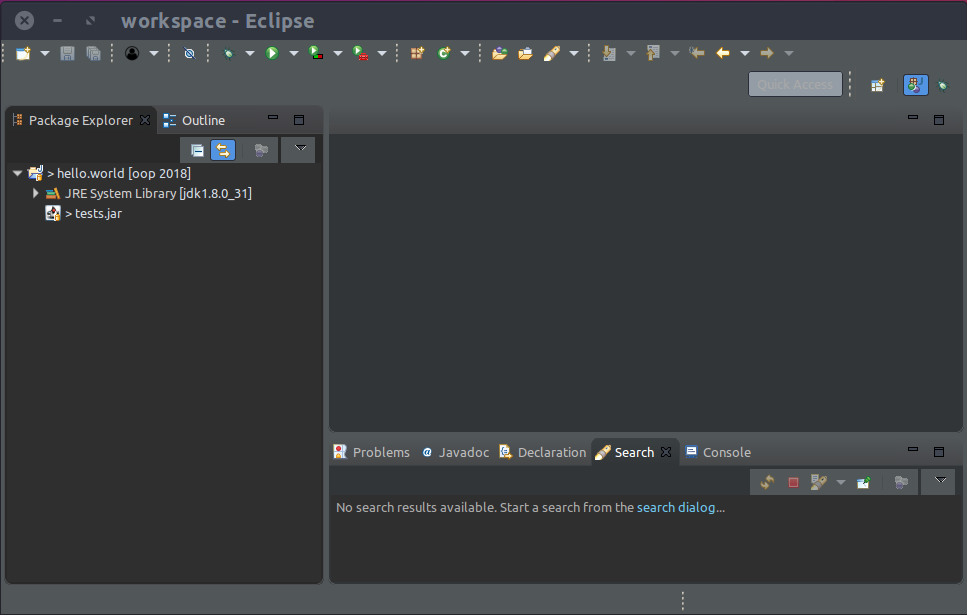 workspace - Eclipse
Quick Access
Package Explorer
Outline
> hello.world [oop 2018]
JRE System Library [jdk1.8.0_31]
> tests.jar
Problems
Javadoc
Declaration
Search
Console
No search results available. Start a search from the search dialog...